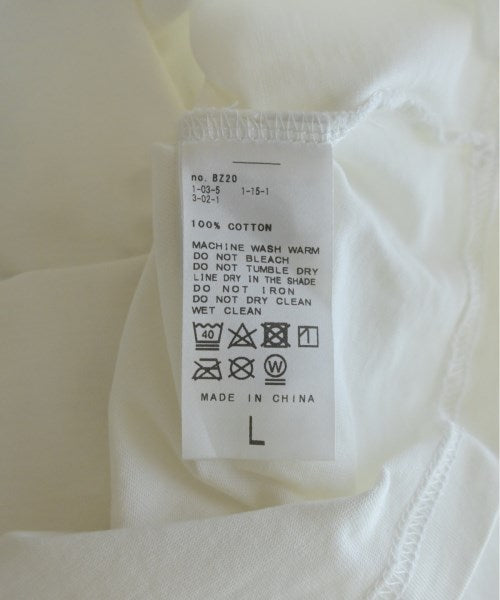 no. BZ20
1-03-5 1-15-1
3-02-1
100% COTTON
MACHINE WASH WARM
DO NOT BLEACH
DO NOT TUMBLE DRY
LINE DRY IN THE SHADE
DO NOT IRON
DO NOT DRY CLEAN
WET CLEAN
40
W
MADE IN CHINA
L